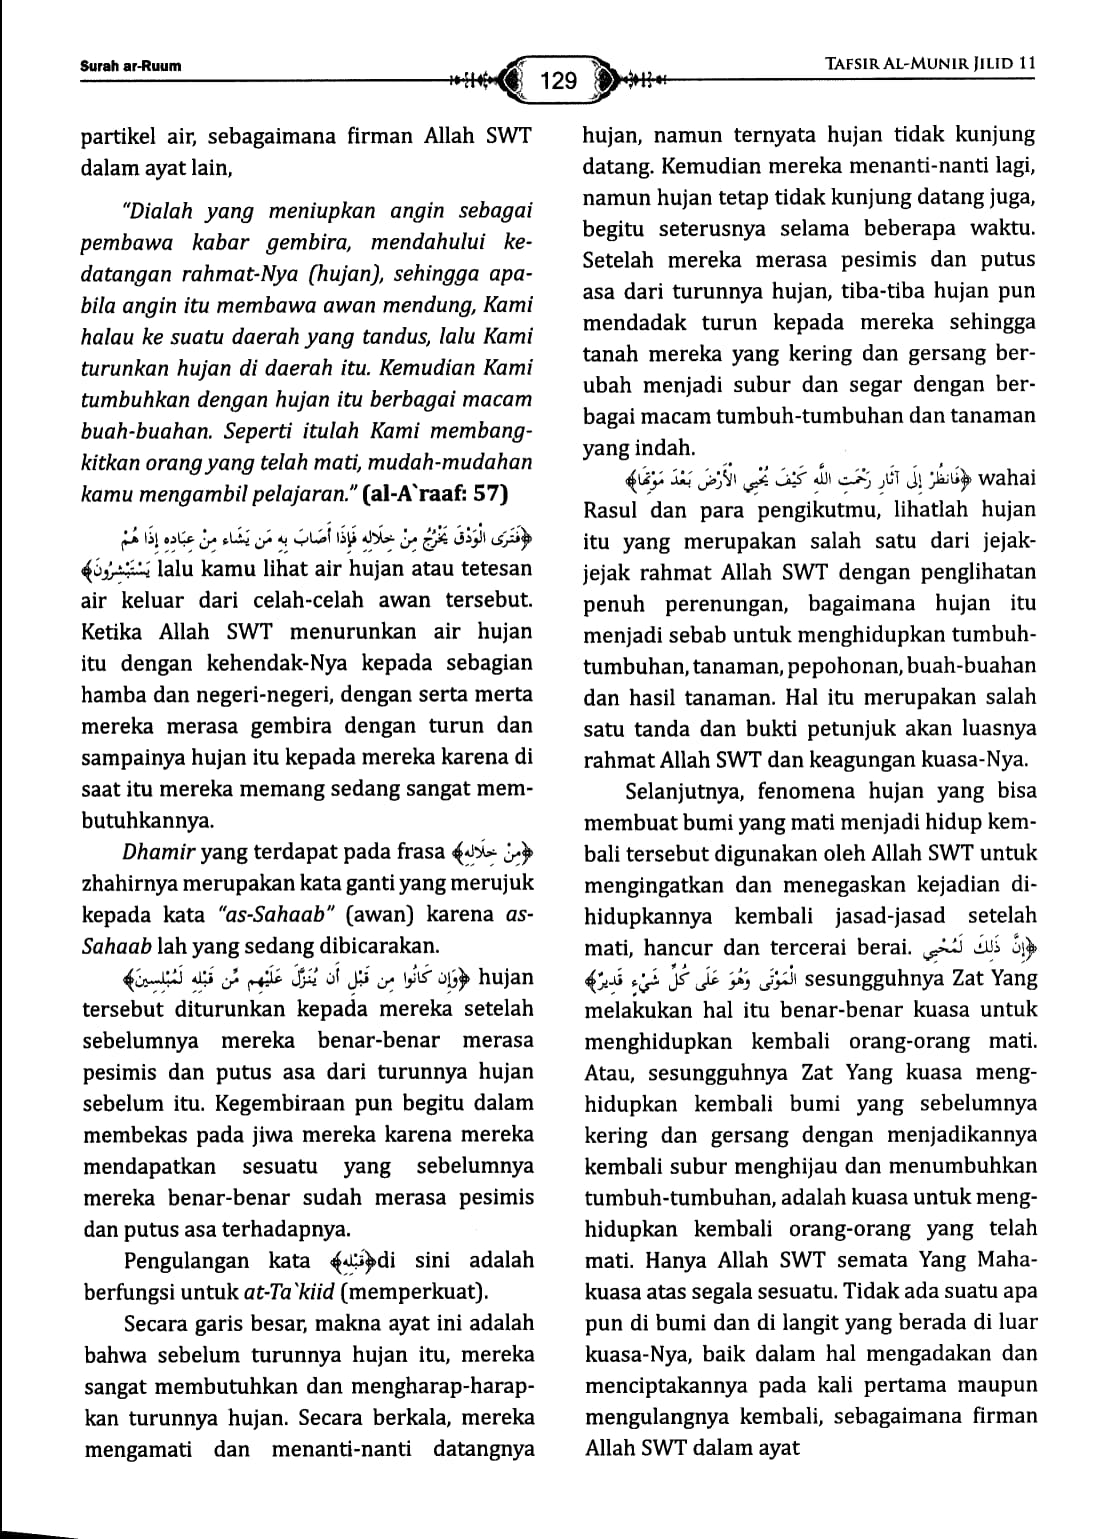 Surah ar-Ruum
129
TAFSIR AL-MUNIR JILID 11
partikel air, sebagaimana firman Allah SWT
dalam ayat lain,
"Dialah yang meniupkan angin sebagai
pembawa kabar gembira, mendahului ke-
datangan rahmat-Nya (hujan), sehingga apa-
bila angin itu membawa awan mendung, Kami
halau ke suatu daerah yang tandus, lalu Kami
turunkan hujan di daerah itu. Kemudian Kami
tumbuhkan dengan hujan itu berbagai macam
buah-buahan. Seperti itulah Kami membang-
kitkan orang yang telah mati, mudah-mudahan
kamu mengambil pelajaran." (al-A`raaf: 57)
﴿فَتَرَى الْوَدْقَ يَخْرُجُ مِنْ خِلَالِهِ فَإِذَا أَصَابَ بِهِ مَن يَشَاء مِنْ عِبَادِهِ إِذَا هُمْ
يَسْتَبْشِرُونَ﴾ lalu kamu lihat air hujan atau tetesan
air keluar dari celah-celah awan tersebut.
Ketika Allah SWT menurunkan air hujan
itu dengan kehendak-Nya kepada sebagian
hamba dan negeri-negeri, dengan serta merta
mereka merasa gembira dengan turun dan
sampainya hujan itu kepada mereka karena di
saat itu mereka memang sedang sangat mem-
butuhkannya.
Dhamir yang terdapat pada frasa ﴿مِنْ خِلَالِهِ﴾
zhahirnya merupakan kata ganti yang merujuk
kepada kata "as-Sahaab" (awan) karena as-
Sahaab lah yang sedang dibicarakan.
﴿وَإِن كَانُوا مِن قَبْلِ أَن يُنَزَّلَ عَلَيْهِم مِّن قَبْلِهِ لَمُبْلِسِينَ﴾ hujan
tersebut diturunkan kepada mereka setelah
sebelumnya mereka benar-benar merasa
pesimis dan putus asa dari turunnya hujan
sebelum itu. Kegembiraan pun begitu dalam
membekas pada jiwa mereka karena mereka
mendapatkan sesuatu yang sebelumnya
mereka benar-benar sudah merasa pesimis
dan putus asa terhadapnya.
Pengulangan kata ﴿قَبْلِهِ﴾di sini adalah
berfungsi untuk at-Ta`kiid (memperkuat).
Secara garis besar, makna ayat ini adalah
bahwa sebelum turunnya hujan itu, mereka
sangat membutuhkan dan mengharap-harap-
kan turunnya hujan. Secara berkala, mereka
mengamati dan menanti-nanti datangnya
hujan, namun ternyata hujan tidak kunjung
datang. Kemudian mereka menanti-nanti lagi,
namun hujan tetap tidak kunjung datang juga,
begitu seterusnya selama beberapa waktu.
Setelah mereka merasa pesimis dan putus
asa dari turunnya hujan, tiba-tiba hujan pun
mendadak turun kepada mereka sehingga
tanah mereka yang kering dan gersang ber-
ubah menjadi subur dan segar dengan ber-
bagai macam tumbuh-tumbuhan dan tanaman
yang indah.
﴿فَانظُرْ إِلَى آثَارِ رَحْمَتِ اللَّهِ كَيْفَ يُحْيِي الْأَرْضَ بَعْدَ مَوْتِهَا﴾ wahai
Rasul dan para pengikutmu, lihatlah hujan
itu yang merupakan salah satu dari jejak-
jejak rahmat Allah SWT dengan penglihatan
penuh perenungan, bagaimana hujan itu
menjadi sebab untuk menghidupkan tumbuh-
tumbuhan, tanaman, pepohonan, buah-buahan
dan hasil tanaman. Hal itu merupakan salah
satu tanda dan bukti petunjuk akan luasnya
rahmat Allah SWT dan keagungan kuasa-Nya.
Selanjutnya, fenomena hujan yang bisa
membuat bumi yang mati menjadi hidup kem-
bali tersebut digunakan oleh Allah SWT untuk
mengingatkan dan menegaskan kejadian di-
hidupkannya kembali jasad-jasad setelah
mati, hancur dan tercerai berai. ﴿إِنَّ ذَلِكَ لَمُحْيِي
الْمَوْتَى وَهُوَ عَلَى كُلِّ شَيْءٍ قَدِيرٌ﴾ sesungguhnya Zat Yang
melakukan hal itu benar-benar kuasa untuk
menghidupkan kembali orang-orang mati.
Atau, sesungguhnya Zat Yang kuasa meng-
hidupkan kembali bumi yang sebelumnya
kering dan gersang dengan menjadikannya
kembali subur menghijau dan menumbuhkan
tumbuh-tumbuhan, adalah kuasa untuk meng-
hidupkan kembali orang-orang yang telah
mati. Hanya Allah SWT semata Yang Maha-
kuasa atas segala sesuatu. Tidak ada suatu apa
pun di bumi dan di langit yang berada di luar
kuasa-Nya, baik dalam hal mengadakan dan
menciptakannya pada kali pertama maupun
mengulangnya kembali, sebagaimana firman
Allah SWT dalam ayat